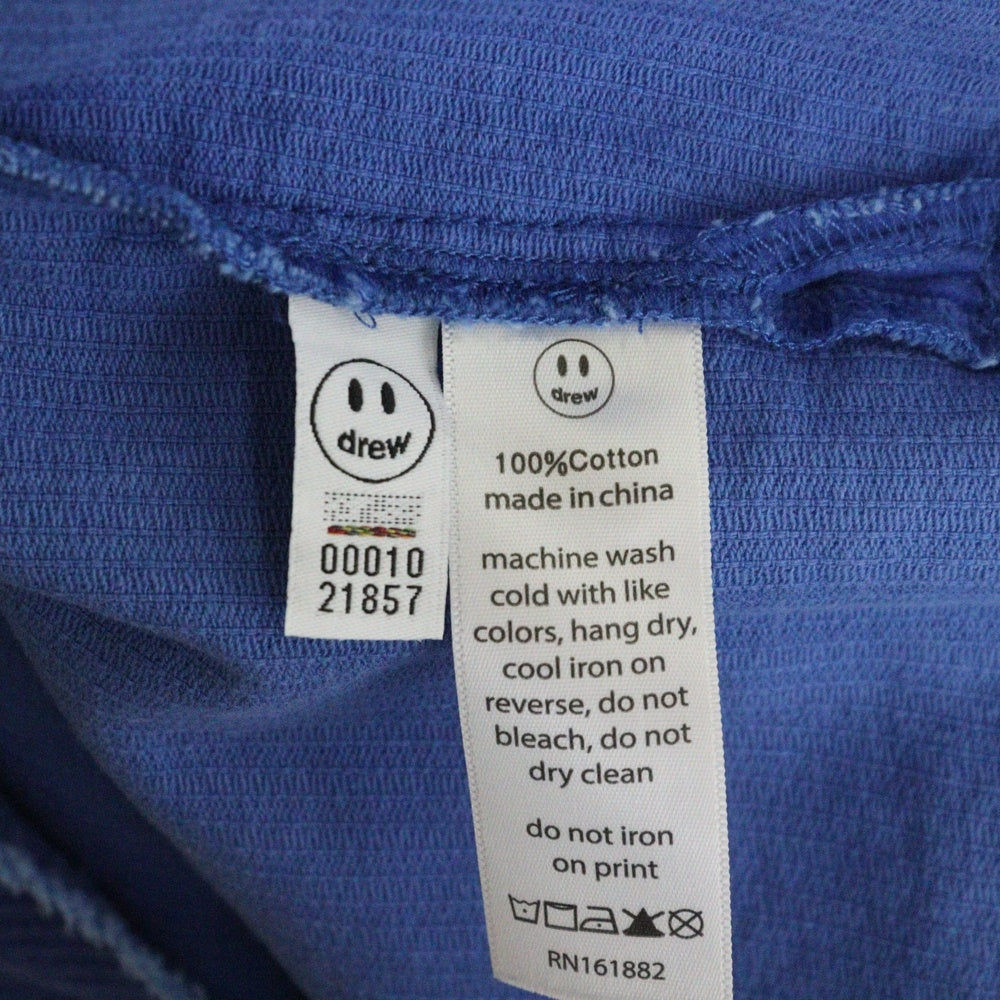 drew
00010
21857
drew
100%Cotton
made in china
machine wash
cold with like
colors, hang dry,
cool iron on
reverse, do not
bleach, do not
dry clean
do not iron
on print
RN161882